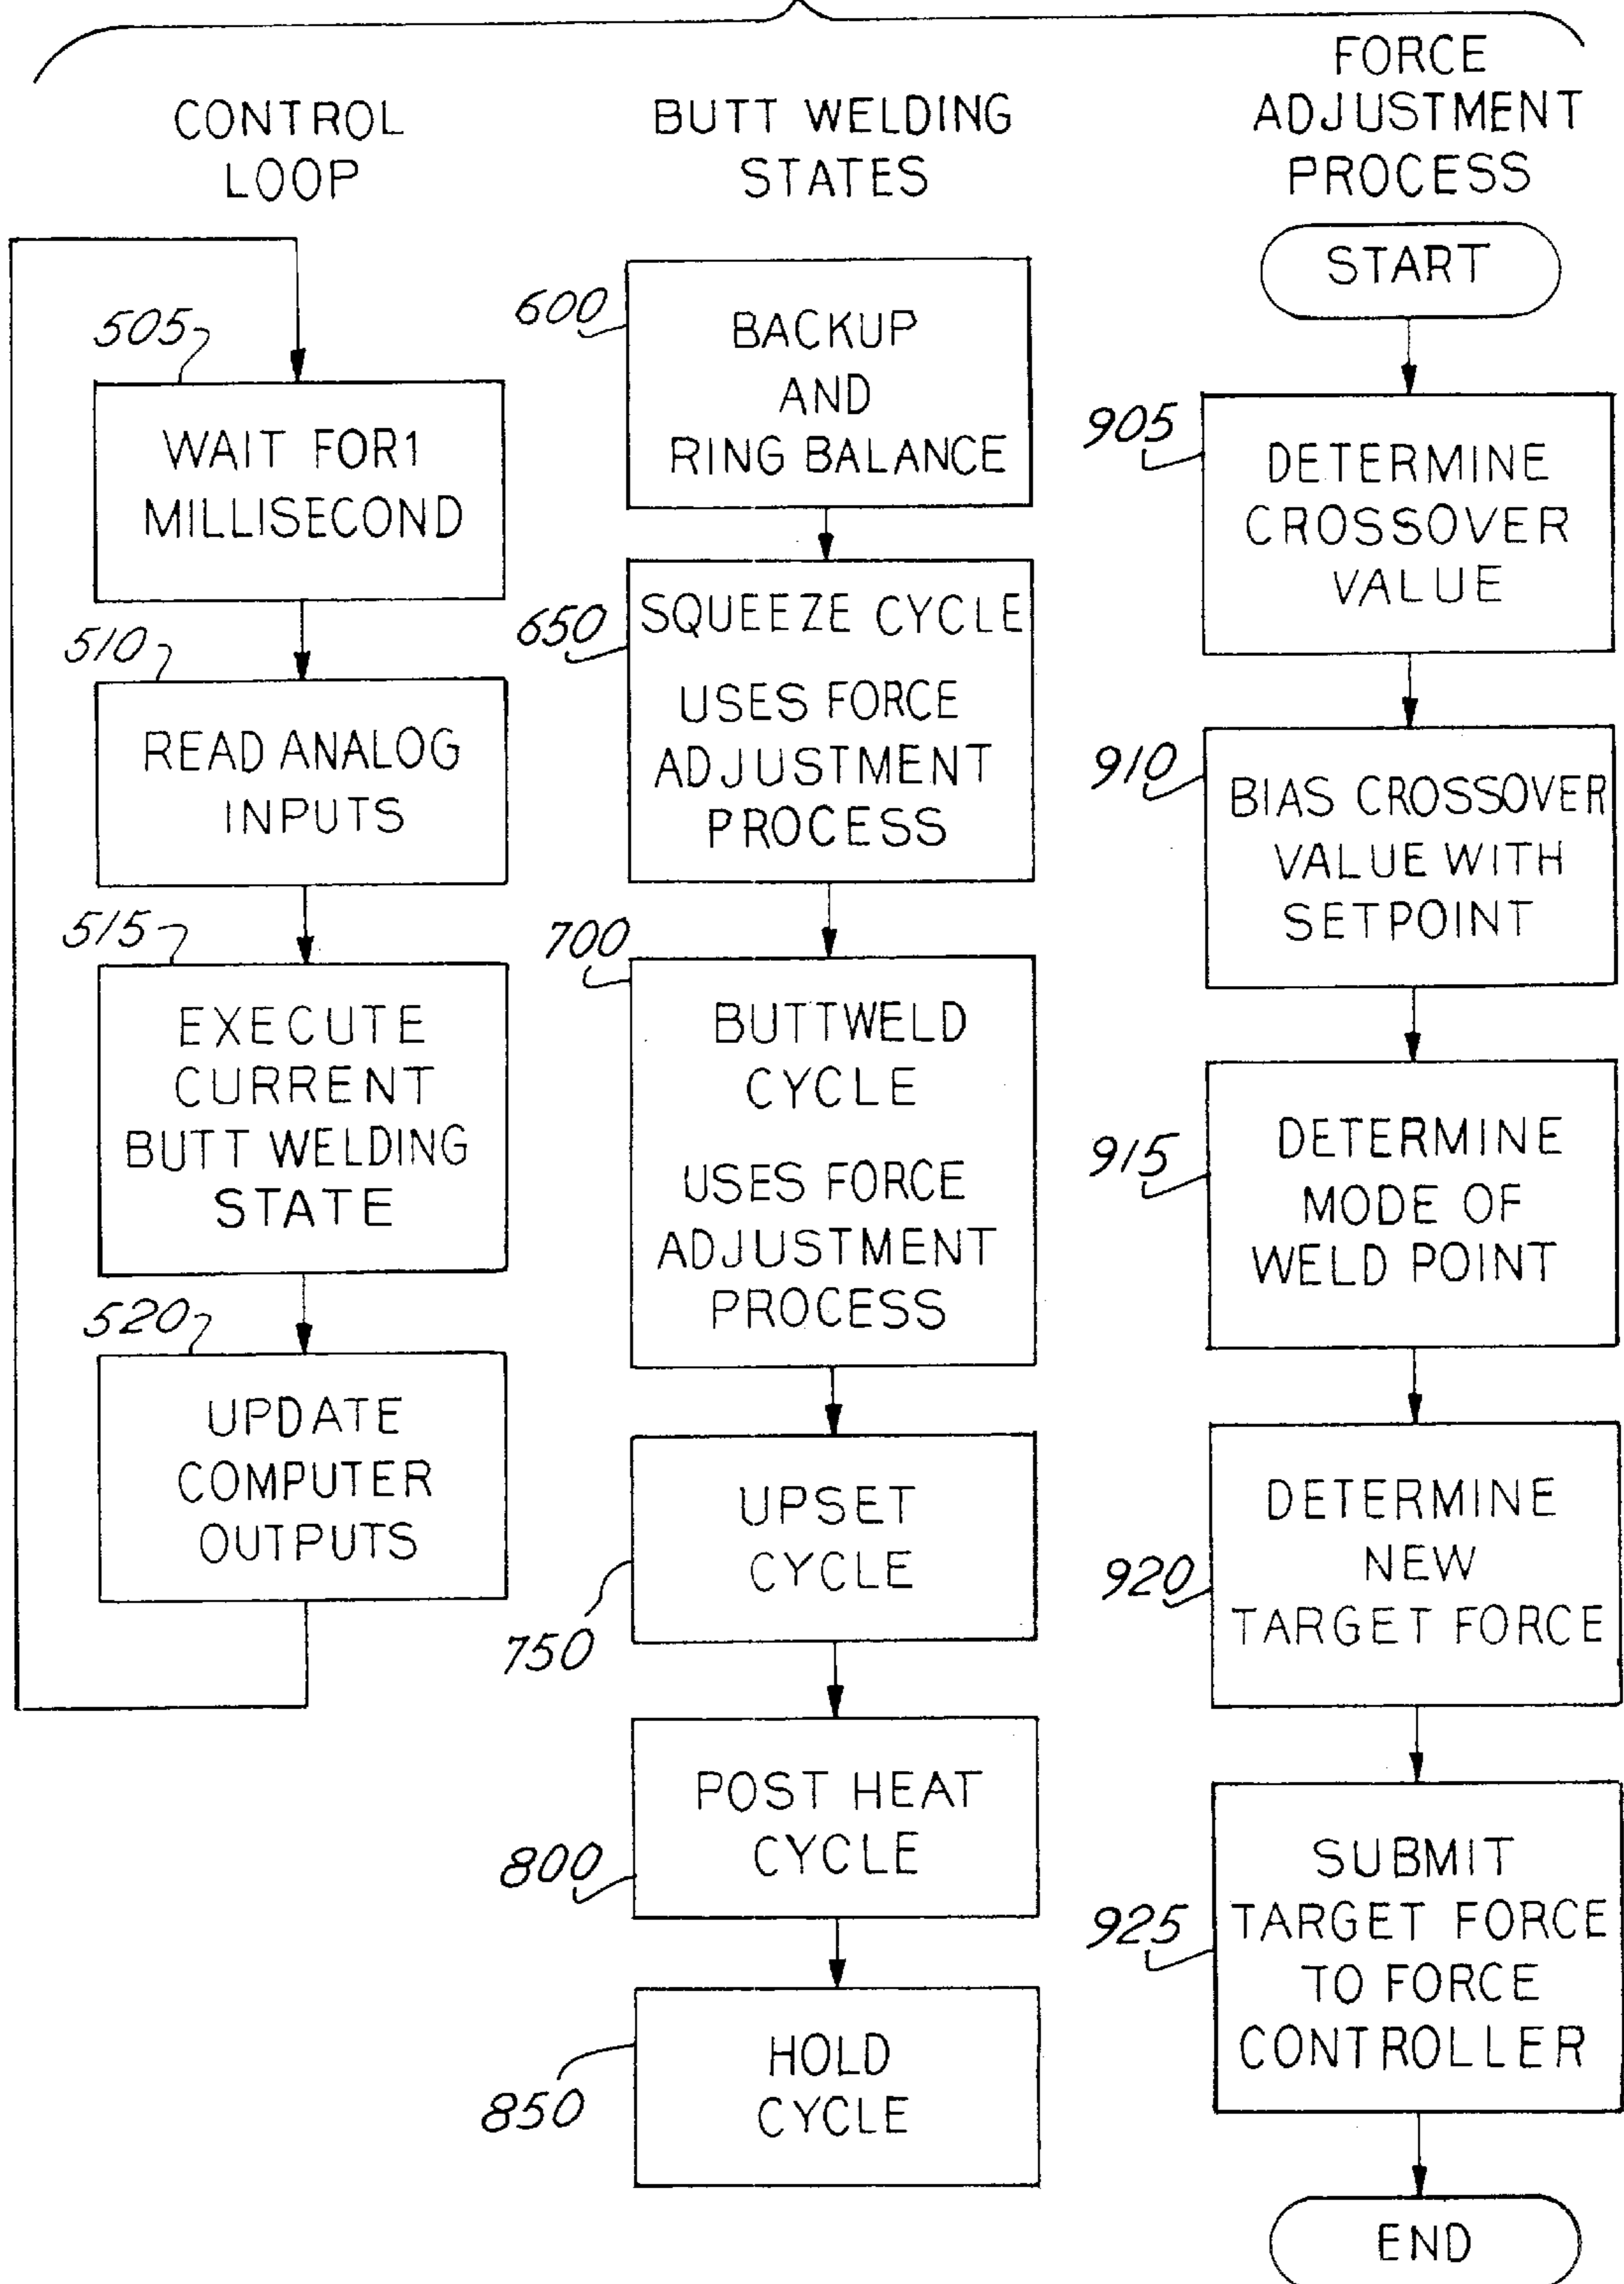 CONTROL
LOOP
505
WAIT FOR1
MILLISECOND
510
READ ANALOG
INPUTS
515
EXECUTE
CURRENT
BUTT WELDING
STATE
520
UPDATE
COMPUTER
OUTPUTS
BUTT WELDING
STATES
600
BACKUP
AND
RING BALANCE
650
SQUEEZE CYCLE
USES FORCE
ADJUSTMENT
PROCESS
700
BUTTWELD
CYCLE
USES FORCE
ADJUSTMENT
PROCESS
UPSET
CYCLE
750
POST HEAT
CYCLE
800
HOLD
CYCLE
850
FORCE
ADJUSTMENT
PROCESS
START
905
DETERMINE
CROSSOVER
VALUE
910
BIAS CROSSOVER
VALUE WITH
SETPOINT
915
DETERMINE
MODE OF
WELD POINT
920
DETERMINE
NEW
TARGET FORCE
925
SUBMIT
TARGET FORCE
TO FORCE
CONTROLLER
END